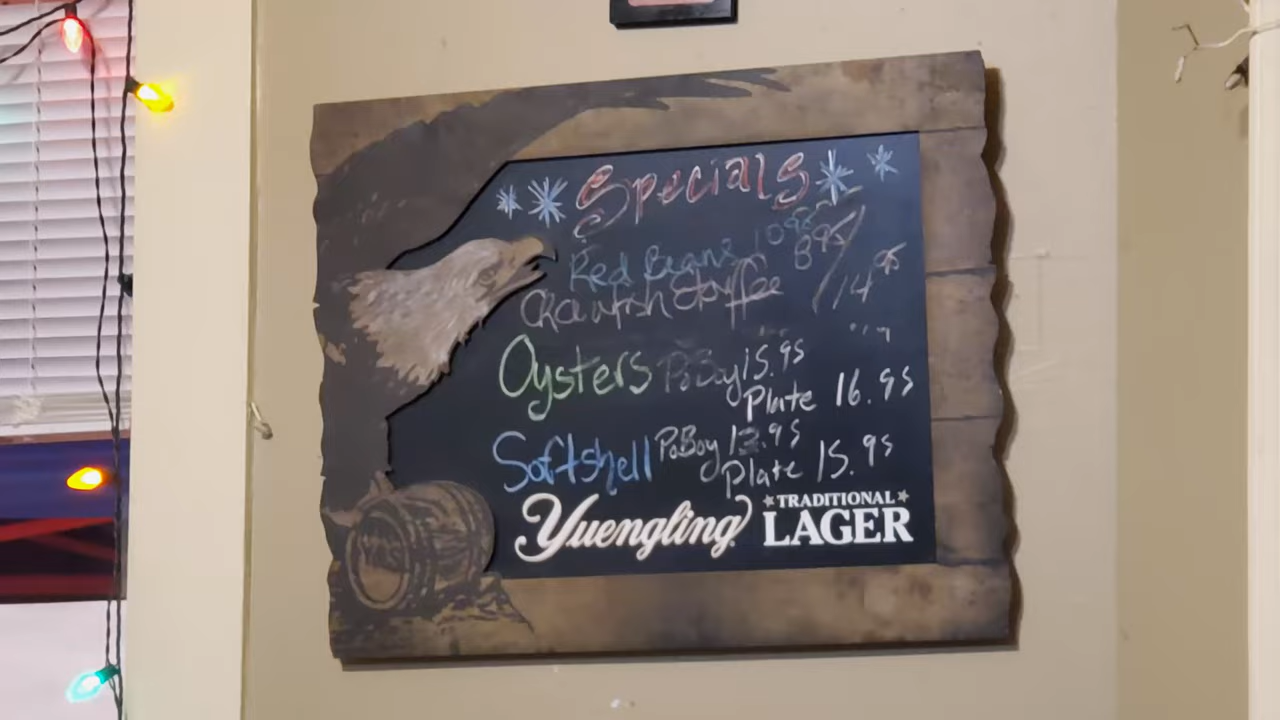 Specials
Red Beans 10.95
Crawfish Etouffee 8.95/14.95
Oysters PoBoy 15.95
Plate 16.95
Softshell PoBoy 13.95
Plate 15.95
Yuengling TRADITIONAL LAGER